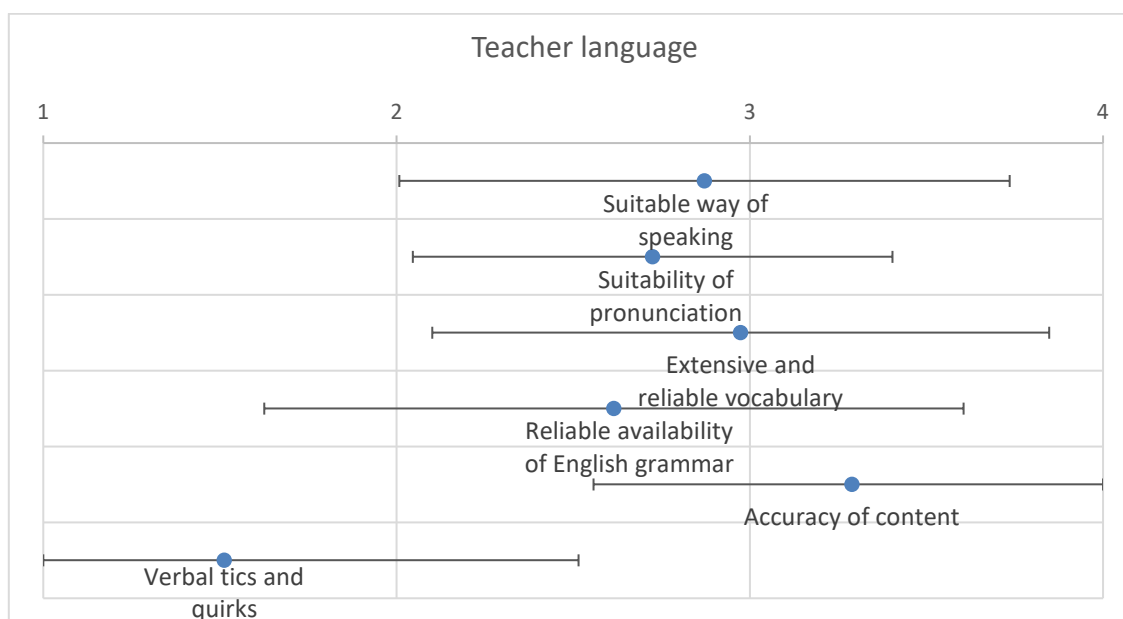 Teacher language
1 2 3 4
Suitable way of
speaking
Suitability of
pronunciation
Extensive and
reliable vocabulary
Reliable availability
of English grammar
Accuracy of content
Verbal tics and
quirks